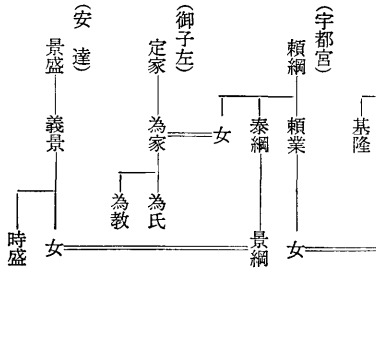 基隆
(宇都宮)
頼綱
頼業
女
泰綱
景綱
女
(御子左)
定家
為家
為氏
為教
(安達)
景盛
義景
女
時盛